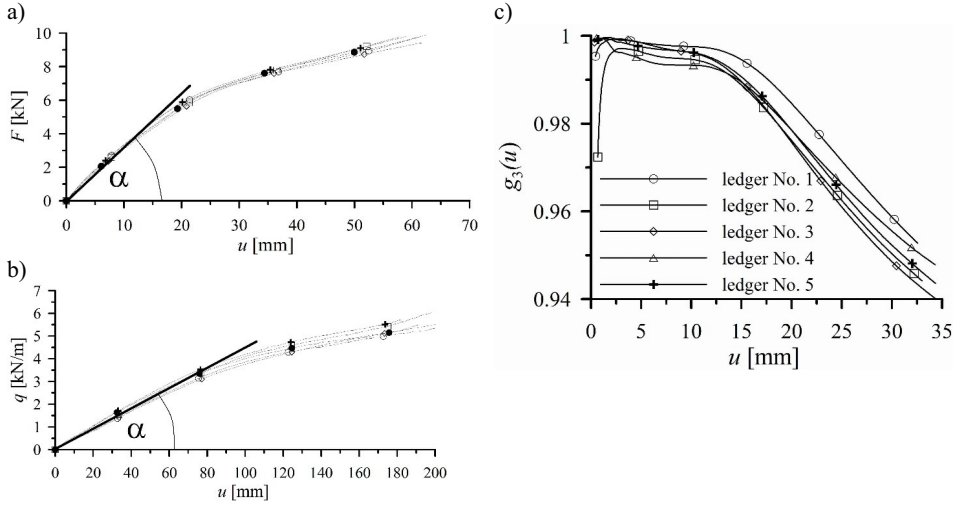 a)
10
8
6
4
2
0
F [kN]
α
0 10 20 30 40 50 60 70
u [mm]
b)
7
6
5
4
3
2
1
0
q [kN/m]
α
0 20 40 60 80 100 120 140 160 180 200
u [mm]
c)
1
0.98
0.96
0.94
g3(u)
ledger No. 1
ledger No. 2
ledger No. 3
ledger No. 4
ledger No. 5
0 5 10 15 20 25 30 35
u [mm]